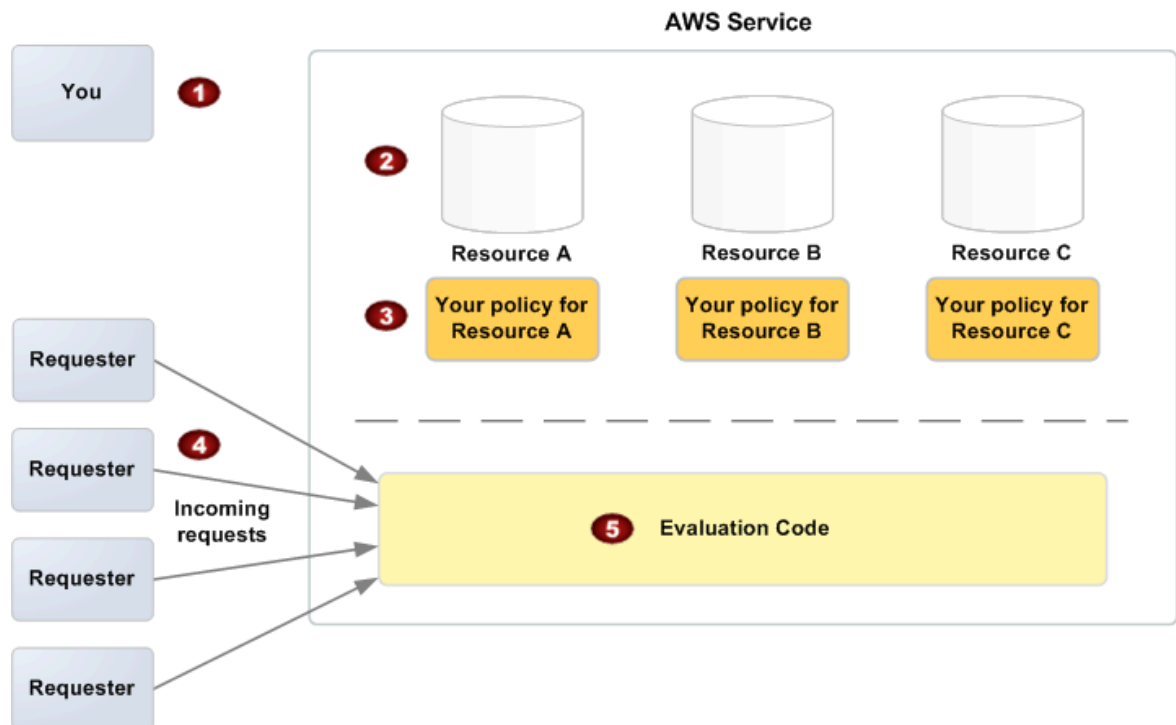 AWS Service
You
1
2
Resource A
Resource B
Resource C
3
Your policy for
Resource A
Your policy for
Resource B
Your policy for
Resource C
Requester
4
Requester
Incoming
requests
5
Evaluation Code
Requester
Requester